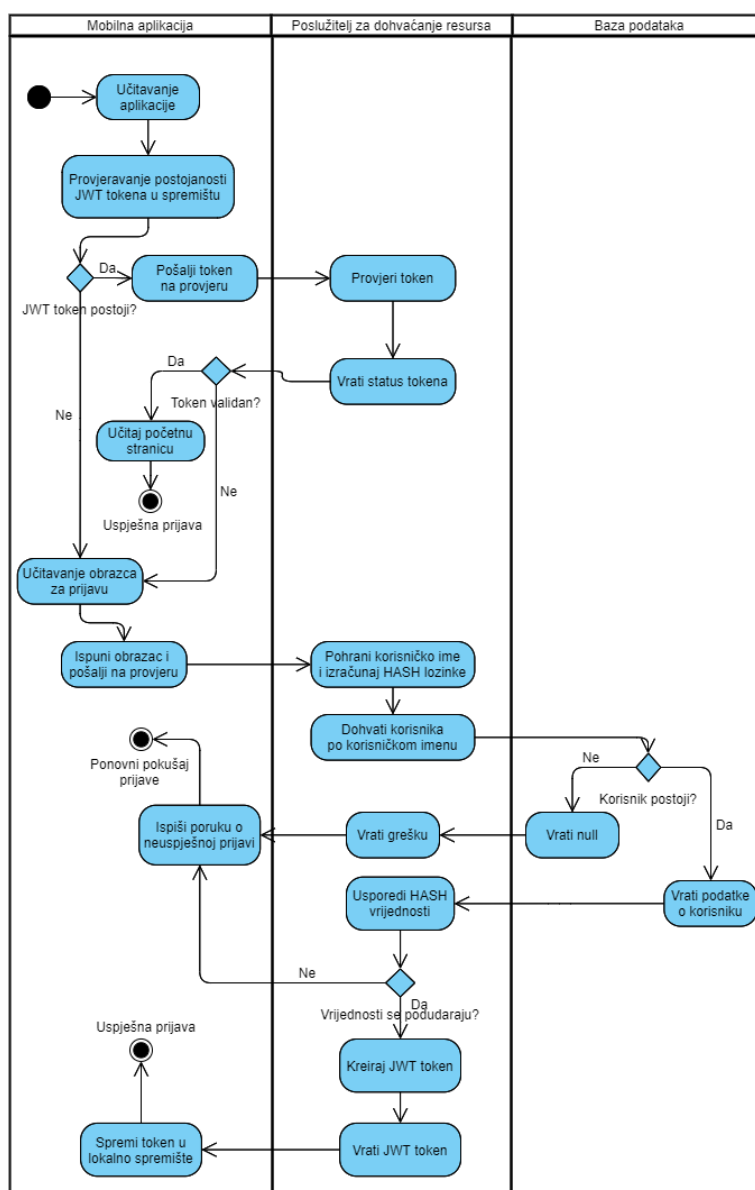 Mobilna aplikacija
Poslužitelj za dohvaćanje resursa
Baza podataka
Učitavanje
aplikacije
Provjeravanje postojanosti
JWT tokena u spremištu
Da
JWT token postoji?
Pošalji token
na provjeru
Provjeri token
Vrati status tokena
Da
Token validan?
Ne
Učitaj početnu
stranicu
Ne
Uspješna prijava
Učitavanje obrazca
za prijavu
Ispuni obrazac i
pošalji na provjeru
Pohrani korisničko ime
i izračunaj HASH lozinke
Dohvati korisnika
po korisničkom imenu
Ne
Korisnik postoji?
Da
Ponovni pokušaj
prijave
Ispiši poruku o
neuspješnoj prijavi
Vrati grešku
Vrati null
Vrati podatke
o korisniku
Usporedi HASH
vrijednosti
Ne
Da
Vrijednosti se podudaraju?
Uspješna prijava
Kreiraj JWT token
Spremi token u
lokalno spremište
Vrati JWT token